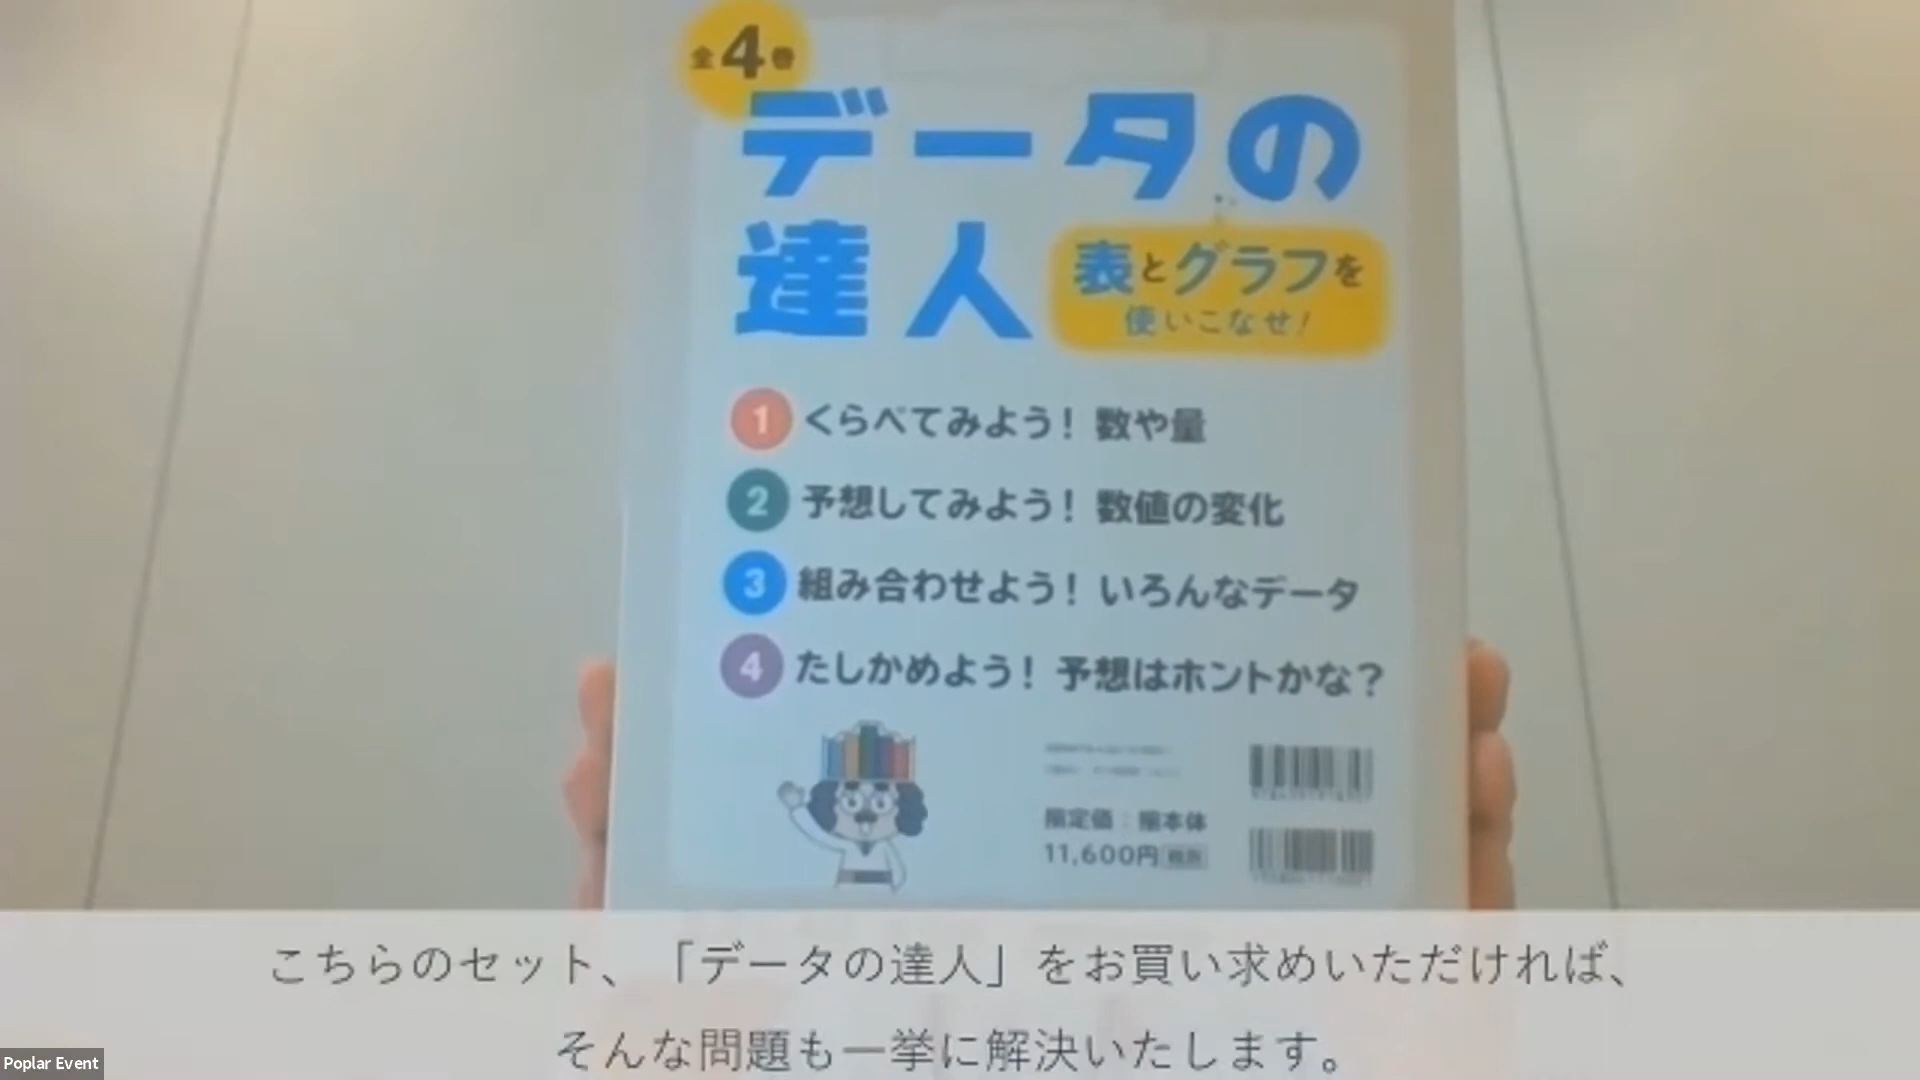 全4巻
データの
達人
表とグラフを
使いこなせ!
1 くらべてみよう! 数や量
2 予想してみよう! 数値の変化
3 組み合わせよう! いろんなデータ
4 たしかめよう! 予想はホントかな?
揃定価:揃本体
11,600円
こちらのセット、「データの達人」をお買い求めいただければ、
そんな問題も一挙に解決いたします。
Poplar Event